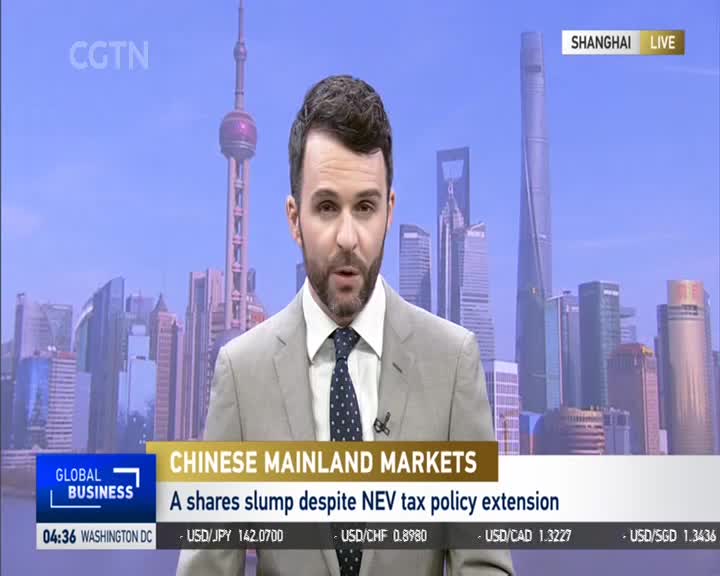 CGTN
SHANGHAI LIVE
CHINESE MAINLAND MARKETS
GLOBAL
BUSINESS
A shares slump despite NEV tax policy extension
04:36 WASHINGTON DC - USD/JPY 142.0700 - USD/CHF 0.8980 - USD/CAD 1.3227 - USD/SGD 1.3436